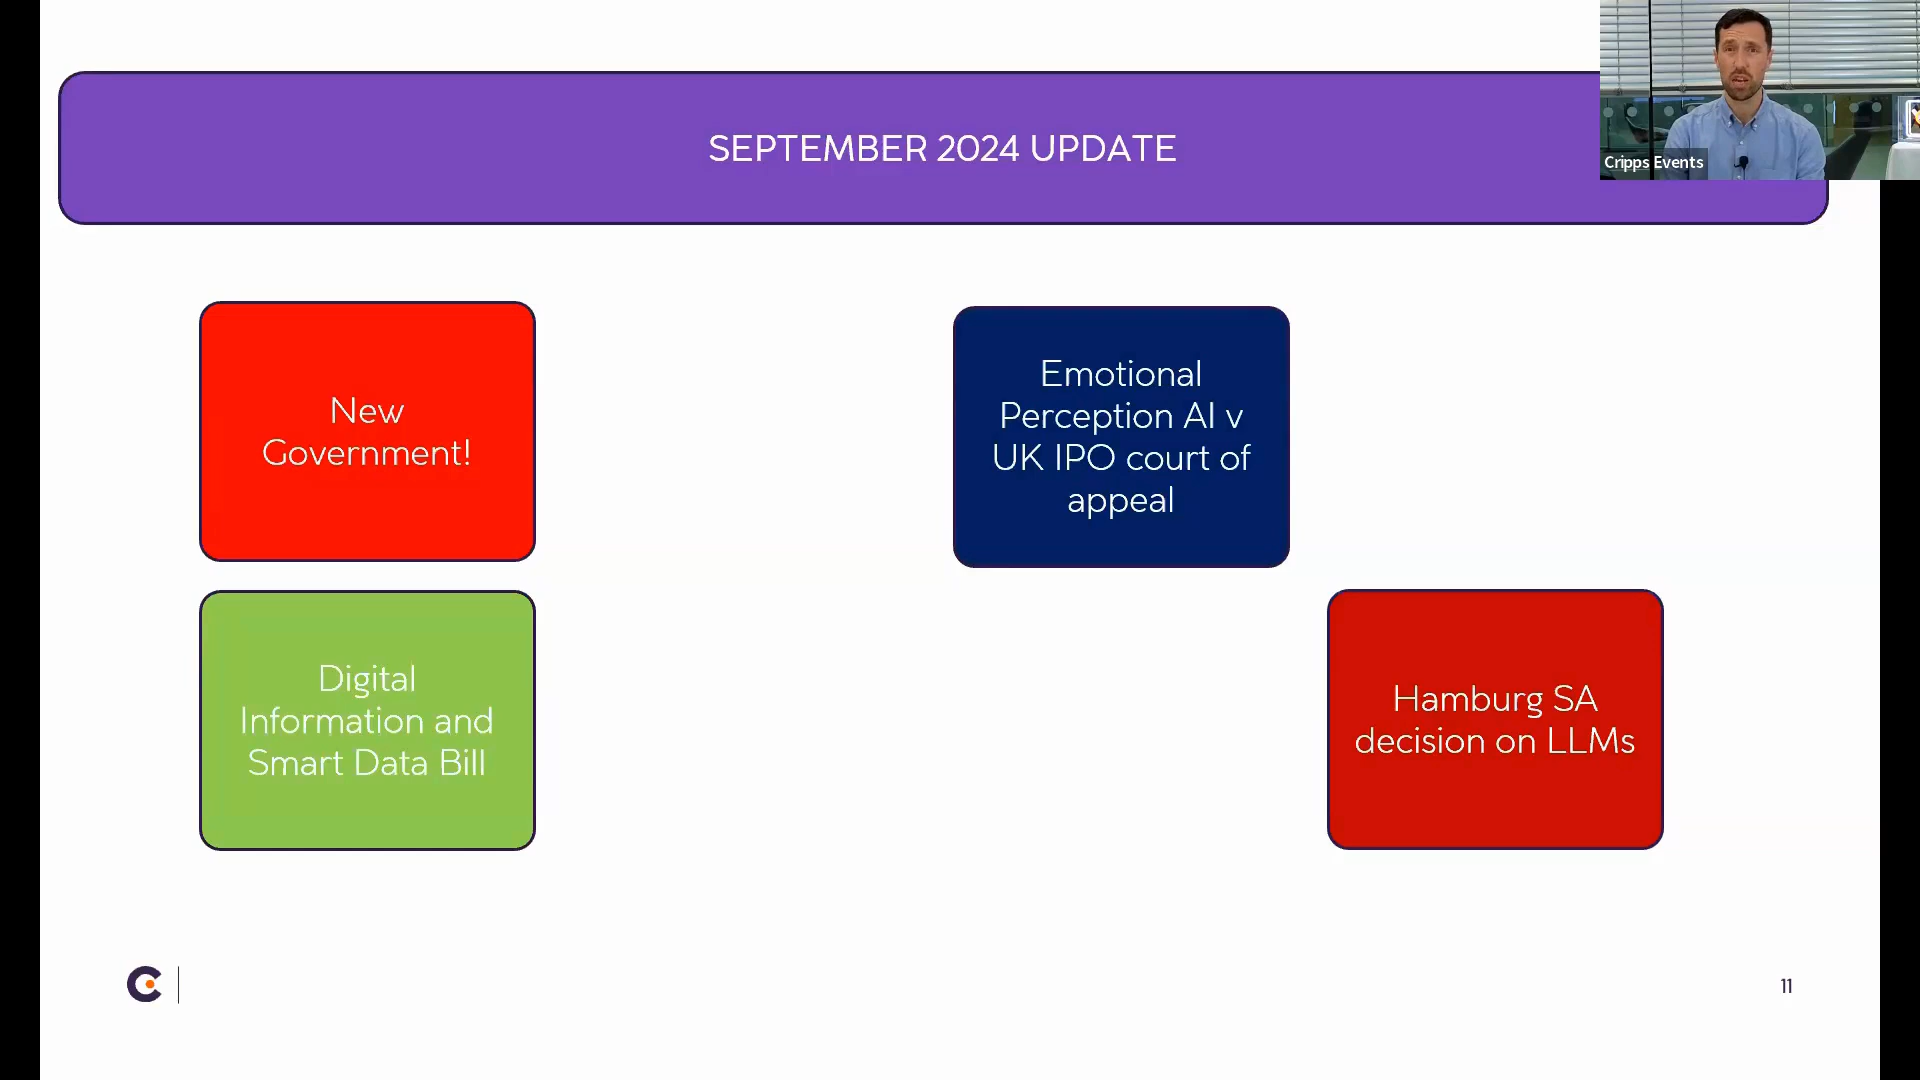 SEPTEMBER 2024 UPDATE
Cripps Events
New
Government!
Emotional
Perception AI v
UK IPO court of
appeal
Digital
Information and
Smart Data Bill
Hamburg SA
decision on LLMs
11